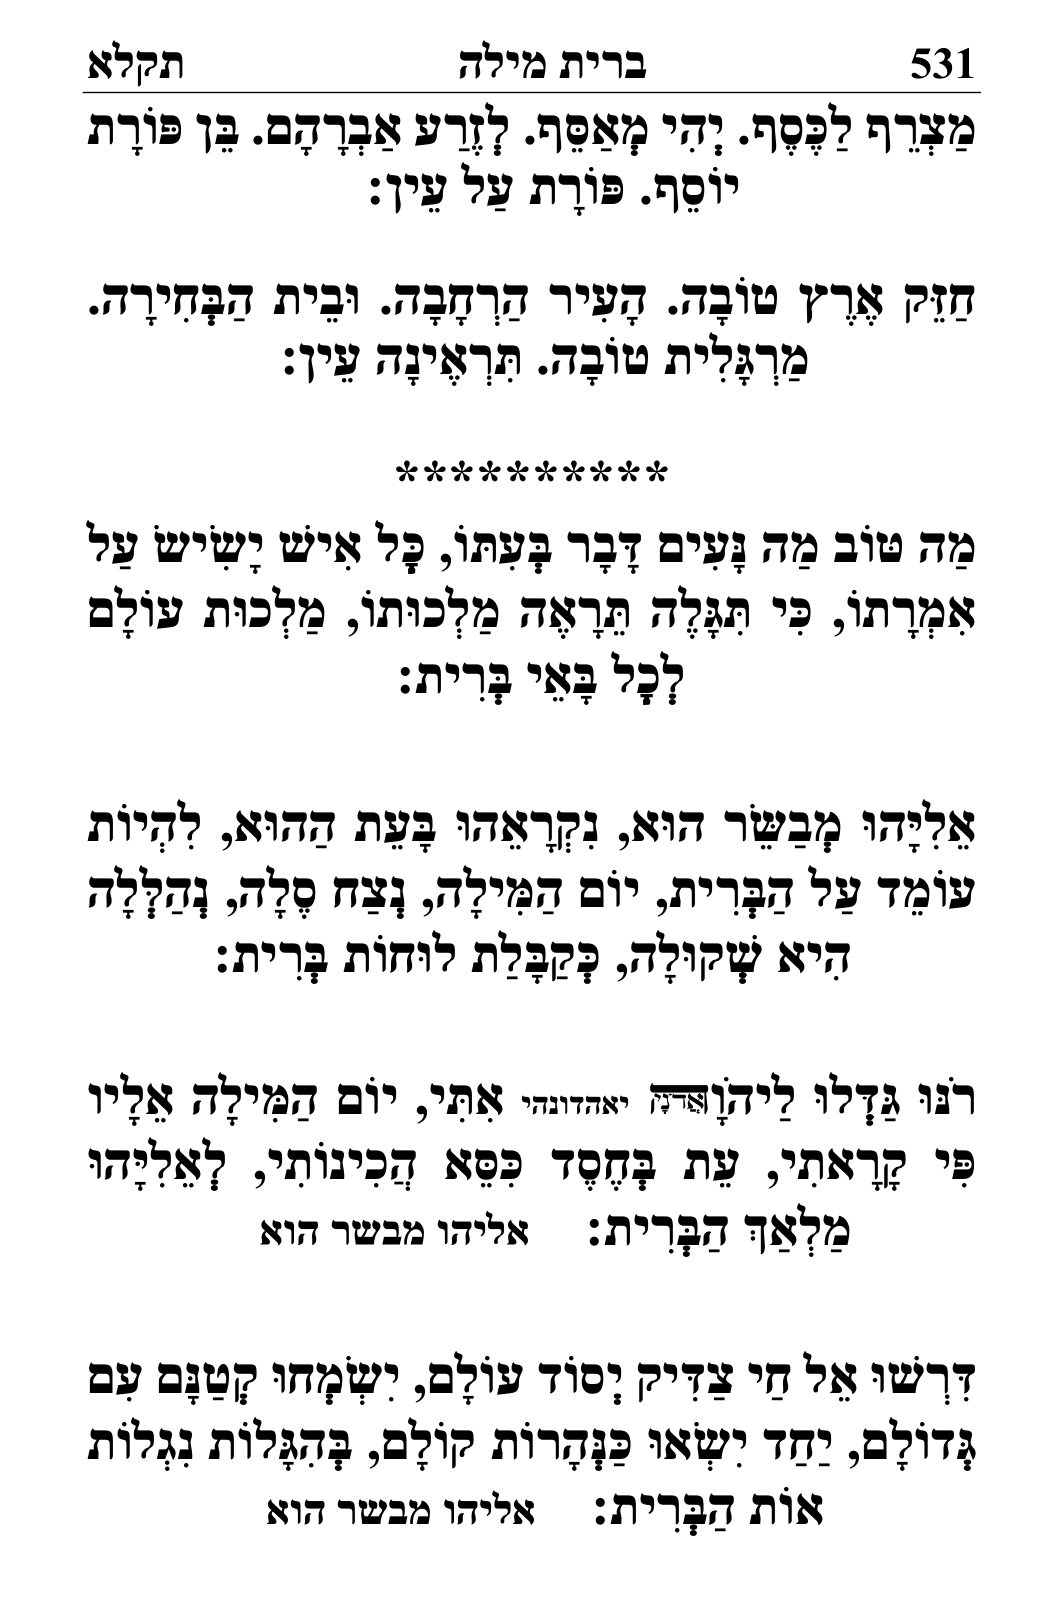 531 ברית מילה תקלא
מַצְרֵף לַכֶּסֶף. יְהִי מְאַסֵּף. לְזֶרַע אַבְרָהָם. בֵּן פּוֹרָת
יוֹסֵף. פּוֹרָת עַל עֵין:
חַזֵּק אֶרֶץ טוֹבָה. הָעִיר הַרְחָבָה. וּבֵית הַבְּחִירָה.
מַרְגָּלִית טוֹבָה. תִּרְאֶינָה עֵין:
**********
מַה טּוֹב מַה נָּעִים דָּבָר בְּעִתּוֹ, כָּל אִישׁ יָשִׂישׂ עַל
אִמְרָתוֹ, כִּי תִּגָּלֶה תֵּרָאֶה מַלְכוּתוֹ, מַלְכוּת עוֹלָם
לְכָל בָּאֵי בְּרִית:
אֵלִיָּהוּ מְבַשֵּׂר הוּא, נִקְרָאֵהוּ בָּעֵת הַהוּא, לִהְיוֹת
עוֹמֵד עַל הַבְּרִית, יוֹם הַמִּילָה, נְצַח סֶלָה, נְהַלְּלָה
הִיא שְׁקוּלָה, כְּקַבָּלַת לוּחוֹת בְּרִית:
רֹנּוּ גַּדְּלוּ לַיהוָֹאֲדֹנָי יאהדונהי אִתִּי, יוֹם הַמִּילָה אֵלָיו
פִּי קָרָאתִי, עֵת בְּחֶסֶד כִּסֵּא הֲכִינוֹתִי, לְאֵלִיָּהוּ
מַלְאַךְ הַבְּרִית: אליהו מבשר הוא
דִּרְשׁוּ אֵל חַי צַדִּיק יְסוֹד עוֹלָם, יִשְׂמְחוּ קְטַנָּם עִם
גְּדוֹלָם, יַחַד יִשְׂאוּ כַּנְּהָרוֹת קוֹלָם, בְּהִגָּלוֹת נִגְלוֹת
אוֹת הַבְּרִית: אליהו מבשר הוא